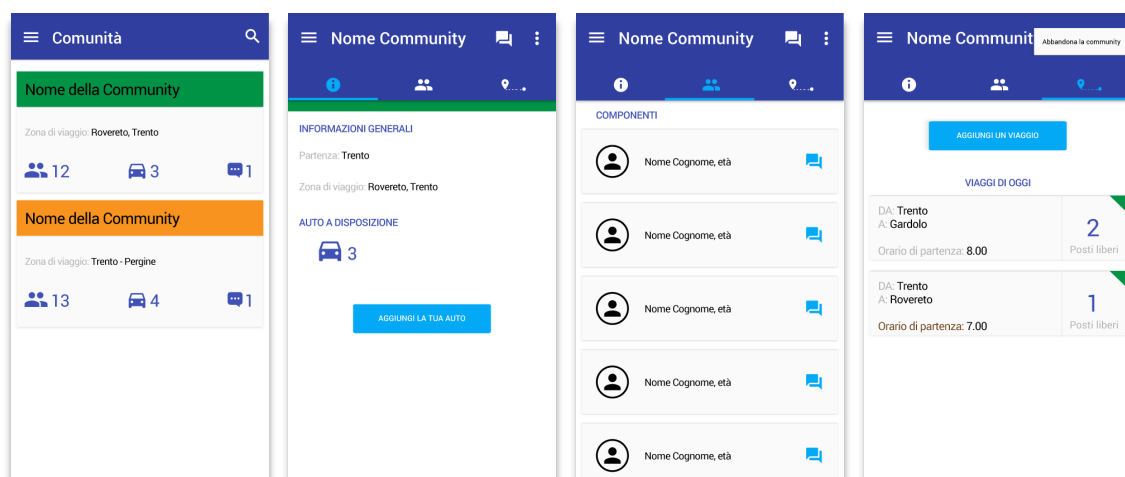 Comunità
Nome della Community
Zona di viaggio: Rovereto, Trento
12 3 1
Nome della Community
Zona di viaggio: Trento - Pergine
13 4 1
Nome Community
INFORMAZIONI GENERALI
Partenza: Trento
Zona di viaggio: Rovereto, Trento
AUTO A DISPOSIZIONE
3
AGGIUNGI LA TUA AUTO
Nome Community
COMPONENTI
Nome Cognome, età
Nome Cognome, età
Nome Cognome, età
Nome Cognome, età
Nome Cognome, età
Nome Communit
Abbandona la community
AGGIUNGI UN VIAGGIO
VIAGGI DI OGGI
DA: Trento
A: Gardolo
Orario di partenza: 8.00
2
Posti liberi
DA: Trento
A: Rovereto
Orario di partenza: 7.00
1
Posti liberi